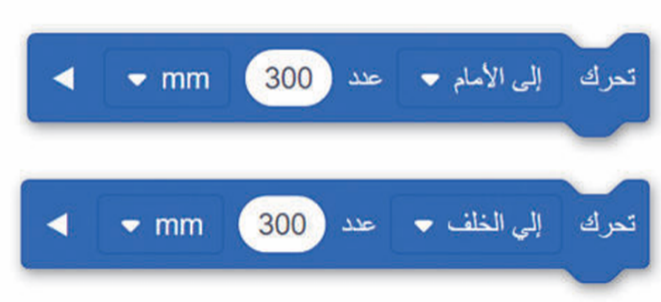 تحرك إلى الأمام عدد 300 mm
تحرك إلي الخلف عدد 300 mm